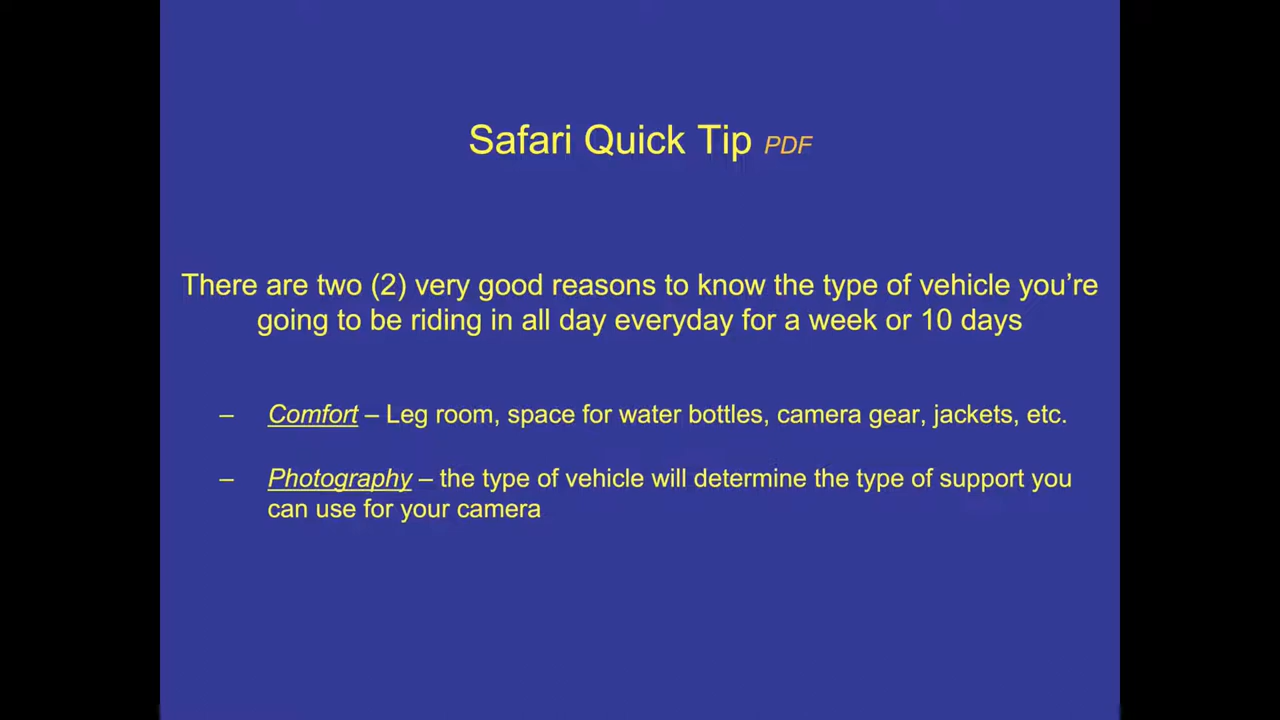 Safari Quick Tip PDF
There are two (2) very good reasons to know the type of vehicle you’re
going to be riding in all day everyday for a week or 10 days
– Comfort – Leg room, space for water bottles, camera gear, jackets, etc.
– Photography – the type of vehicle will determine the type of support you
can use for your camera